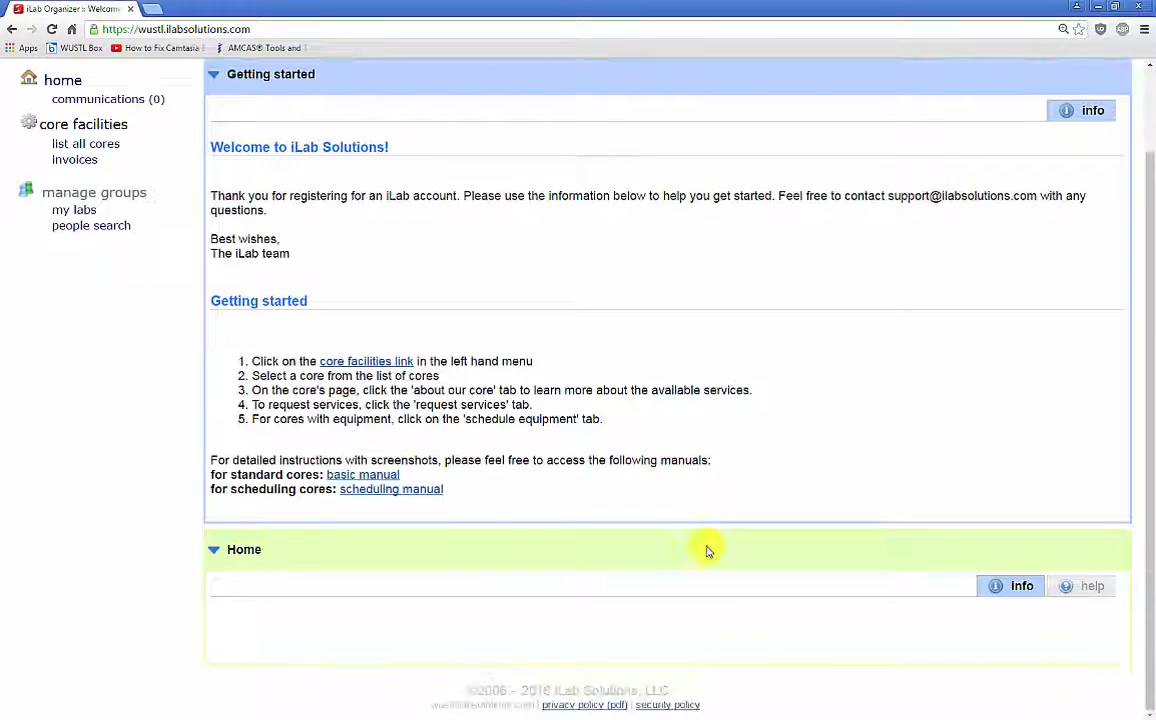 iLab Organizer :: Welcom
https://wustl.ilabsolutions.com
Apps WUSTL Box How to Fix Camtasia AMCAS® Tools and
home
communications (0)
core facilities
list all cores
invoices
manage groups
my labs
people search
Getting started
info
Welcome to iLab Solutions!
Thank you for registering for an iLab account. Please use the information below to help you get started. Feel free to contact support@ilabsolutions.com with any
questions.
Best wishes,
The iLab team
Getting started
1. Click on the core facilities link in the left hand menu
2. Select a core from the list of cores
3. On the core's page, click the 'about our core' tab to learn more about the available services.
4. To request services, click the 'request services' tab.
5. For cores with equipment, click on the 'schedule equipment' tab.
For detailed instructions with screenshots, please feel free to access the following manuals:
for standard cores: basic manual
for scheduling cores: scheduling manual
Home
info help
©2006 - 2016 iLab Solutions, LLC
| privacy policy (pdf) | security policy